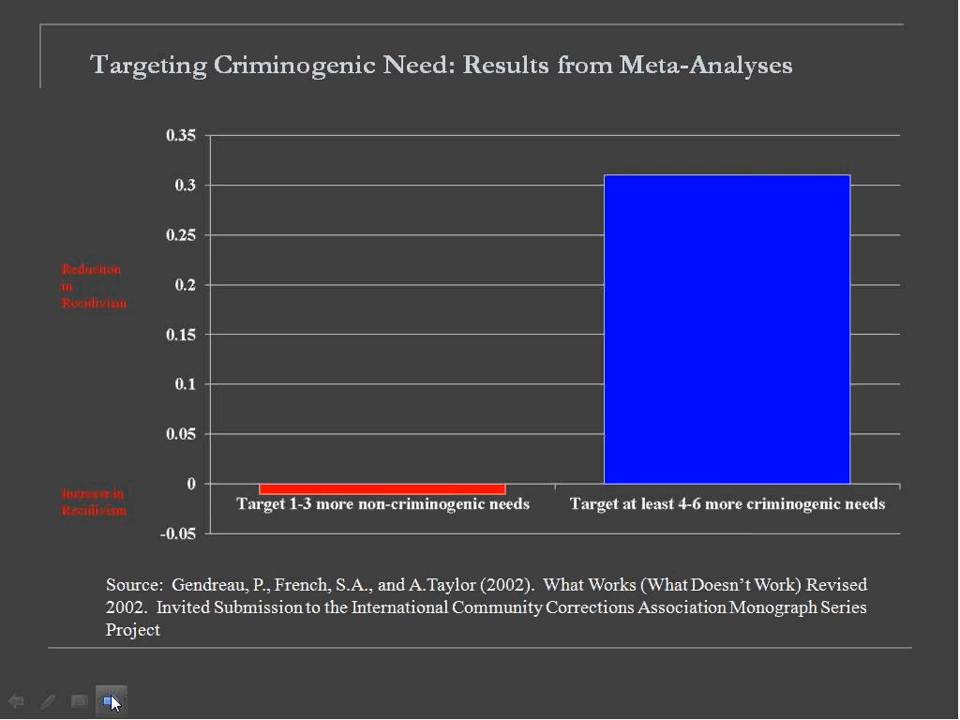 Targeting Criminogenic Need: Results from Meta-Analyses
0.35
0.3
0.25
0.2
0.15
0.1
0.05
0
-0.05
Reduction
in
Recidivism
Increase in
Recidivism
Target 1-3 more non-criminogenic needs
Target at least 4-6 more criminogenic needs
Source: Gendreau, P., French, S.A., and A.Taylor (2002). What Works (What Doesn't Work) Revised
2002. Invited Submission to the International Community Corrections Association Monograph Series
Project